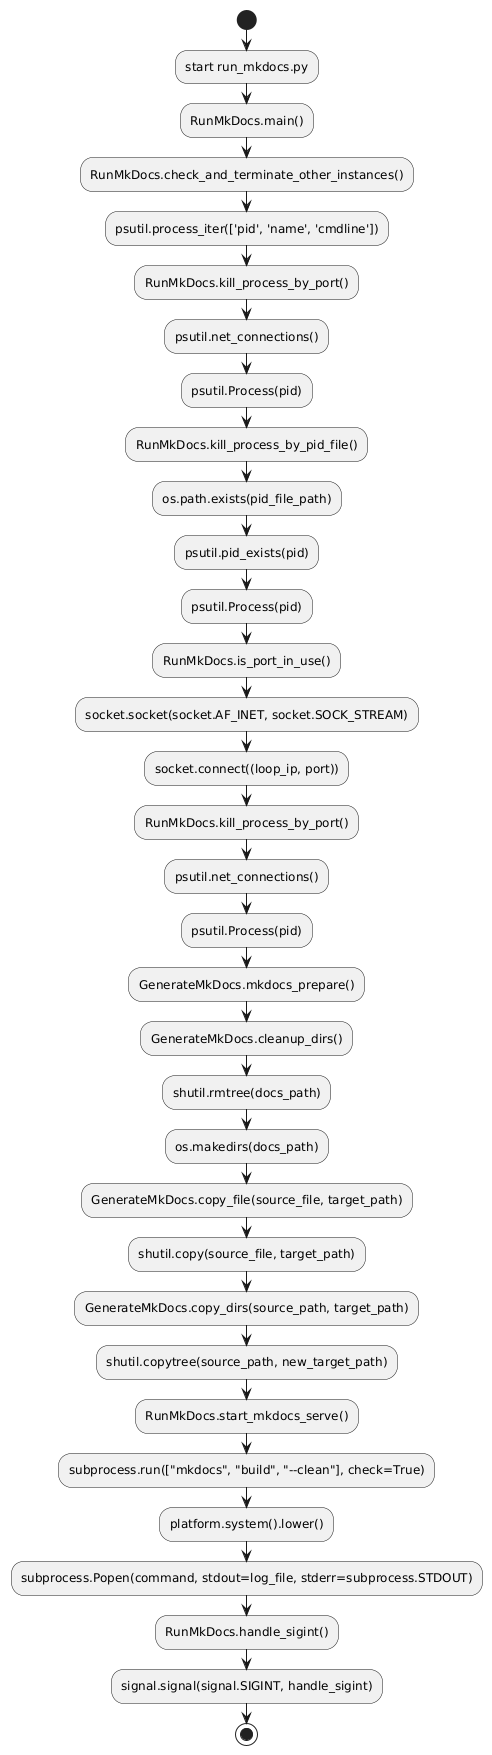 start run_mkdocs.py
RunMkDocs.main()
RunMkDocs.check_and_terminate_other_instances()
psutil.process_iter(['pid', 'name', 'cmdline'])
RunMkDocs.kill_process_by_port()
psutil.net_connections()
psutil.Process(pid)
RunMkDocs.kill_process_by_pid_file()
os.path.exists(pid_file_path)
psutil.pid_exists(pid)
psutil.Process(pid)
RunMkDocs.is_port_in_use()
socket.socket(socket.AF_INET, socket.SOCK_STREAM)
socket.connect((loop_ip, port))
RunMkDocs.kill_process_by_port()
psutil.net_connections()
psutil.Process(pid)
GenerateMkDocs.mkdocs_prepare()
GenerateMkDocs.cleanup_dirs()
shutil.rmtree(docs_path)
os.makedirs(docs_path)
GenerateMkDocs.copy_file(source_file, target_path)
shutil.copy(source_file, target_path)
GenerateMkDocs.copy_dirs(source_path, target_path)
shutil.copytree(source_path, new_target_path)
RunMkDocs.start_mkdocs_serve()
subprocess.run(["mkdocs", "build", "--clean"], check=True)
platform.system().lower()
subprocess.Popen(command, stdout=log_file, stderr=subprocess.STDOUT)
RunMkDocs.handle_sigint()
signal.signal(signal.SIGINT, handle_sigint)